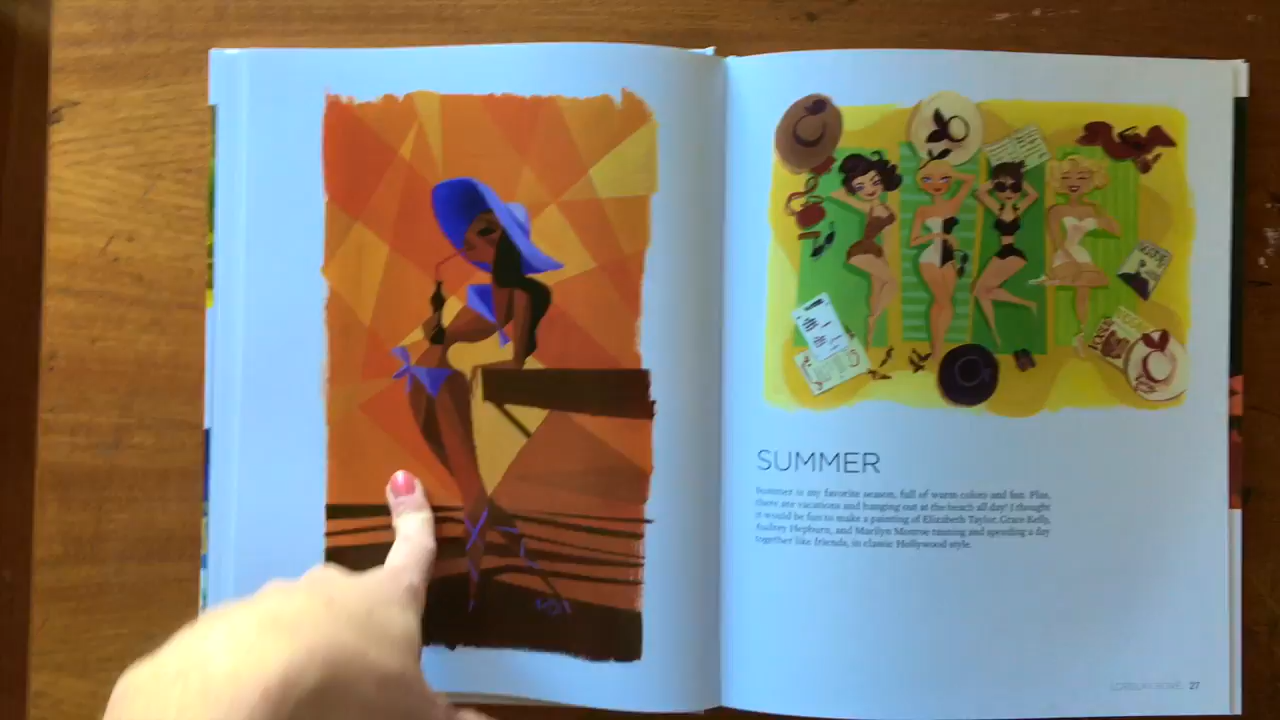 SUMMER
Summer is my favorite season, full of warm colors and fun. Plus,
there are vacations and hanging out at the beach all day! I thought
it would be fun to make a painting of Elizabeth Taylor, Grace Kelly,
Audrey Hepburn, and Marilyn Monroe tanning and spending a day
together like friends, in classic Hollywood style.
27